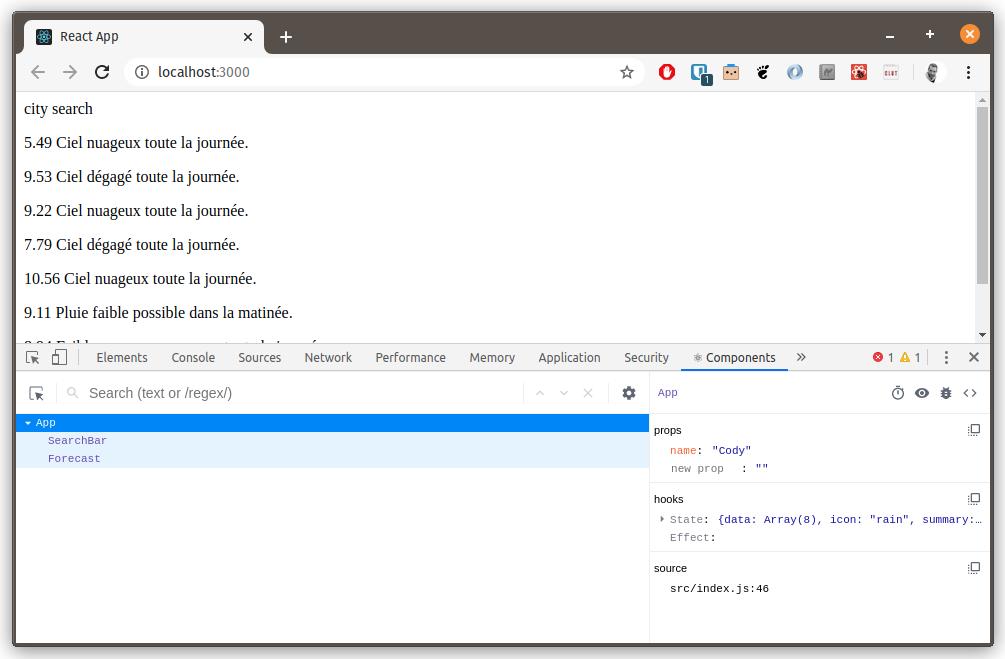 React App
localhost:3000
1
city search
5.49 Ciel nuageux toute la journée.
9.53 Ciel dégagé toute la journée.
9.22 Ciel nuageux toute la journée.
7.79 Ciel dégagé toute la journée.
10.56 Ciel nuageux toute la journée.
9.11 Pluie faible possible dans la matinée.
Elements Console Sources Network Performance Memory Application Security Components 1 1
Search (text or /regex/)
App
App
SearchBar
Forecast
props
name: "Cody"
new prop : ""
hooks
State: {data: Array(8), icon: "rain", summary:…
Effect:
source
src/index.js:46